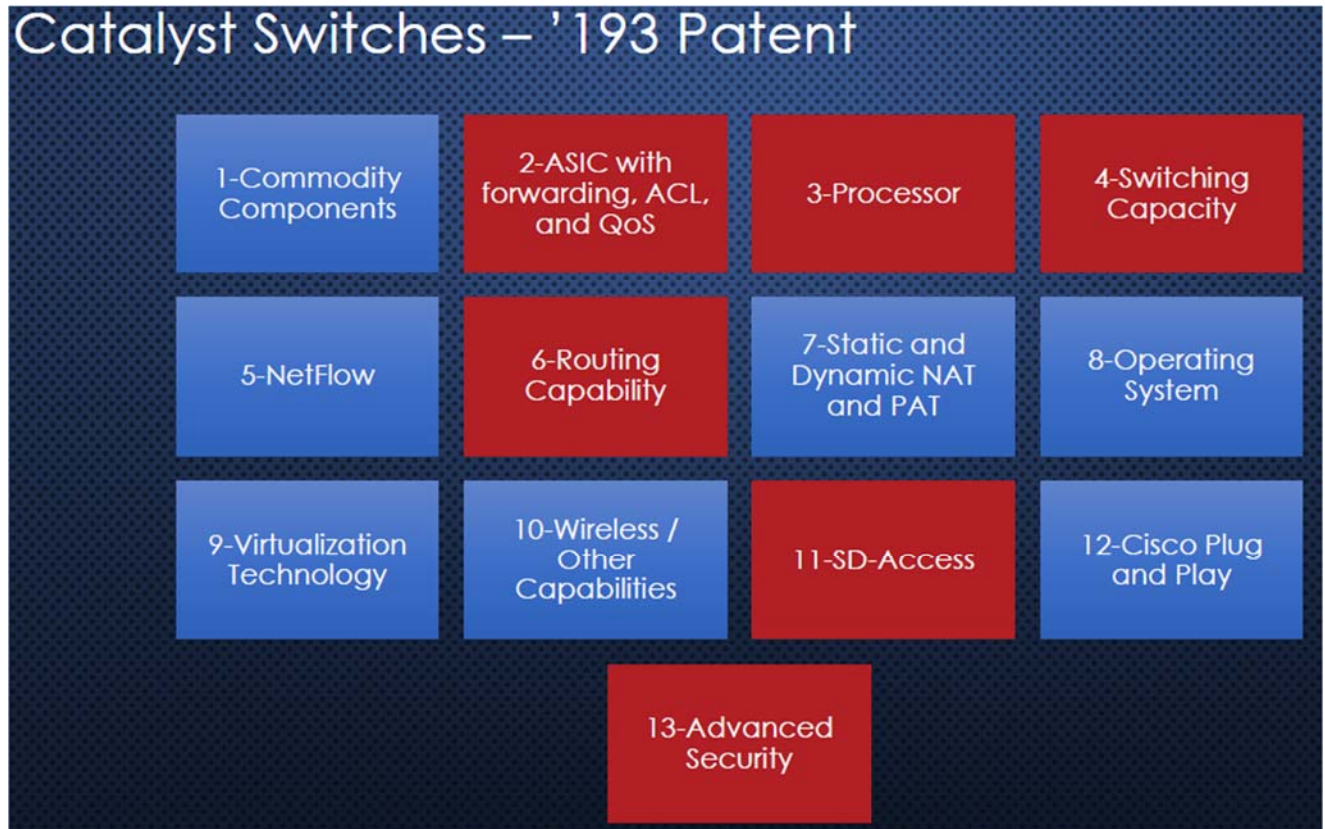 Catalyst Switches – ’193 Patent
1-Commodity
Components
2-ASIC with
forwarding, ACL,
and QoS
3-Processor
4-Switching
Capacity
5-NetFlow
6-Routing
Capability
7-Static and
Dynamic NAT
and PAT
8-Operating
System
9-Virtualization
Technology
10-Wireless /
Other
Capabilities
11-SD-Access
12-Cisco Plug
and Play
13-Advanced
Security